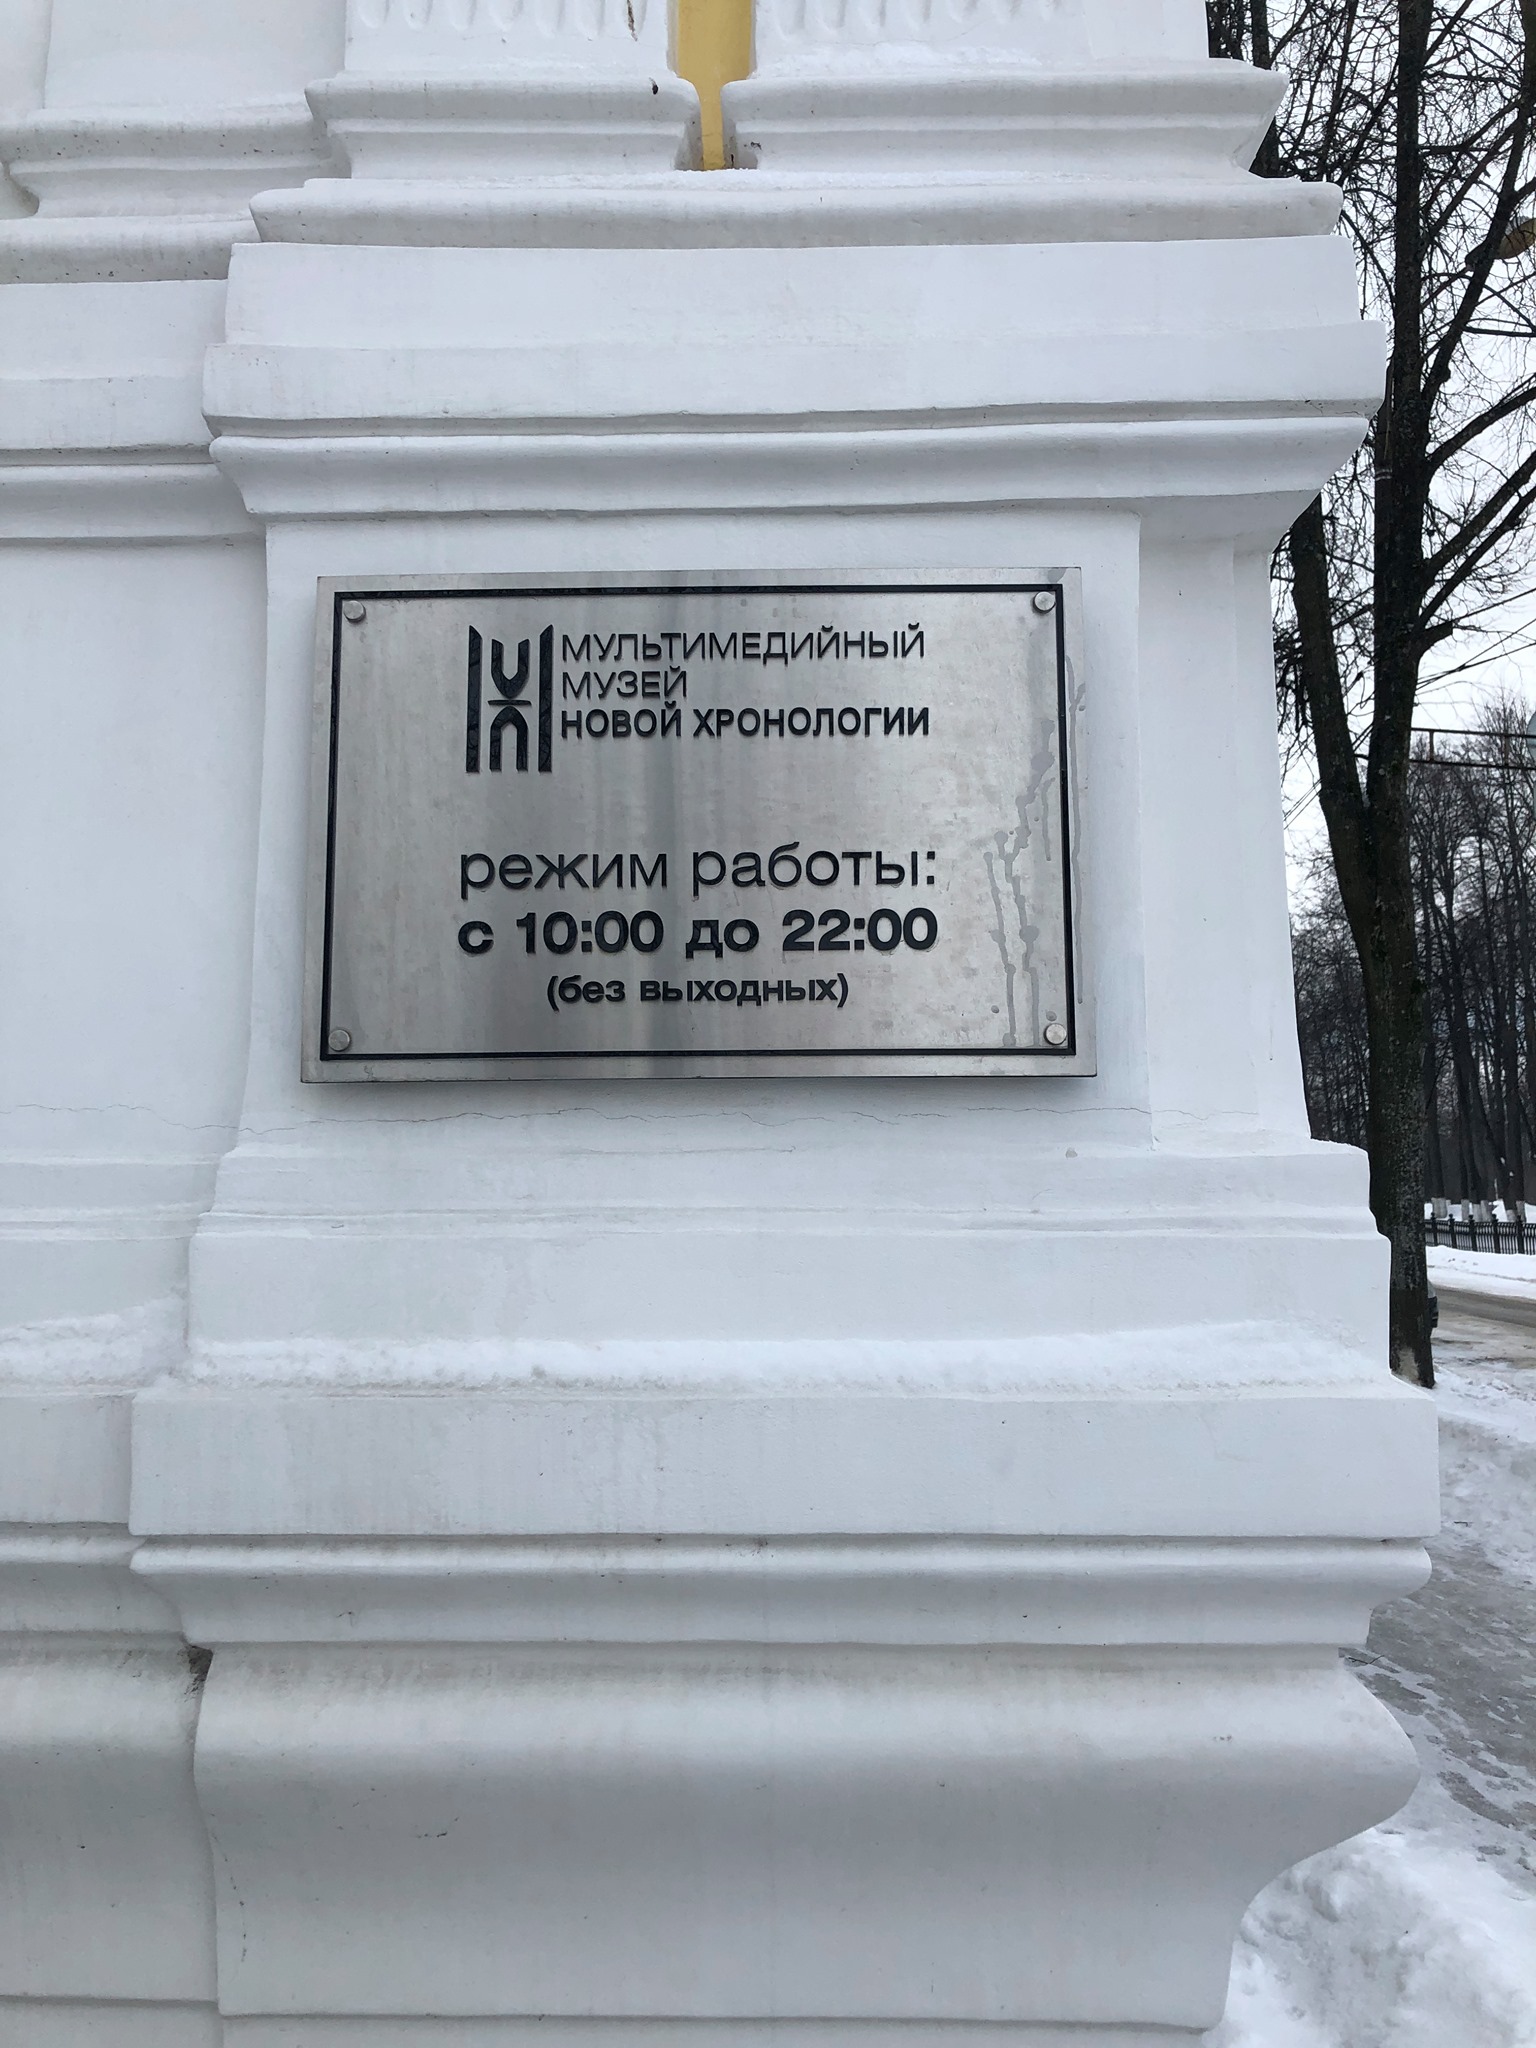 МУЛЬТИМЕДИЙНЫЙ
МУЗЕЙ
НОВОЙ ХРОНОЛОГИИ
режим работы:
с 10:00 до 22:00
(без выходных)